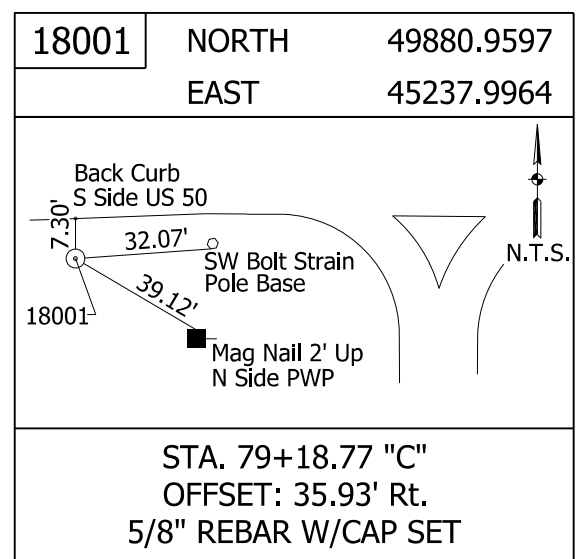 18001 NORTH 49880.9597
EAST 45237.9964
Back Curb
S Side US 50
7.30'
32.07'
SW Bolt Strain
Pole Base
N.T.S.
39.12'
18001
Mag Nail 2' Up
N Side PWP
STA. 79+18.77 "C"
OFFSET: 35.93' Rt.
5/8" REBAR W/CAP SET